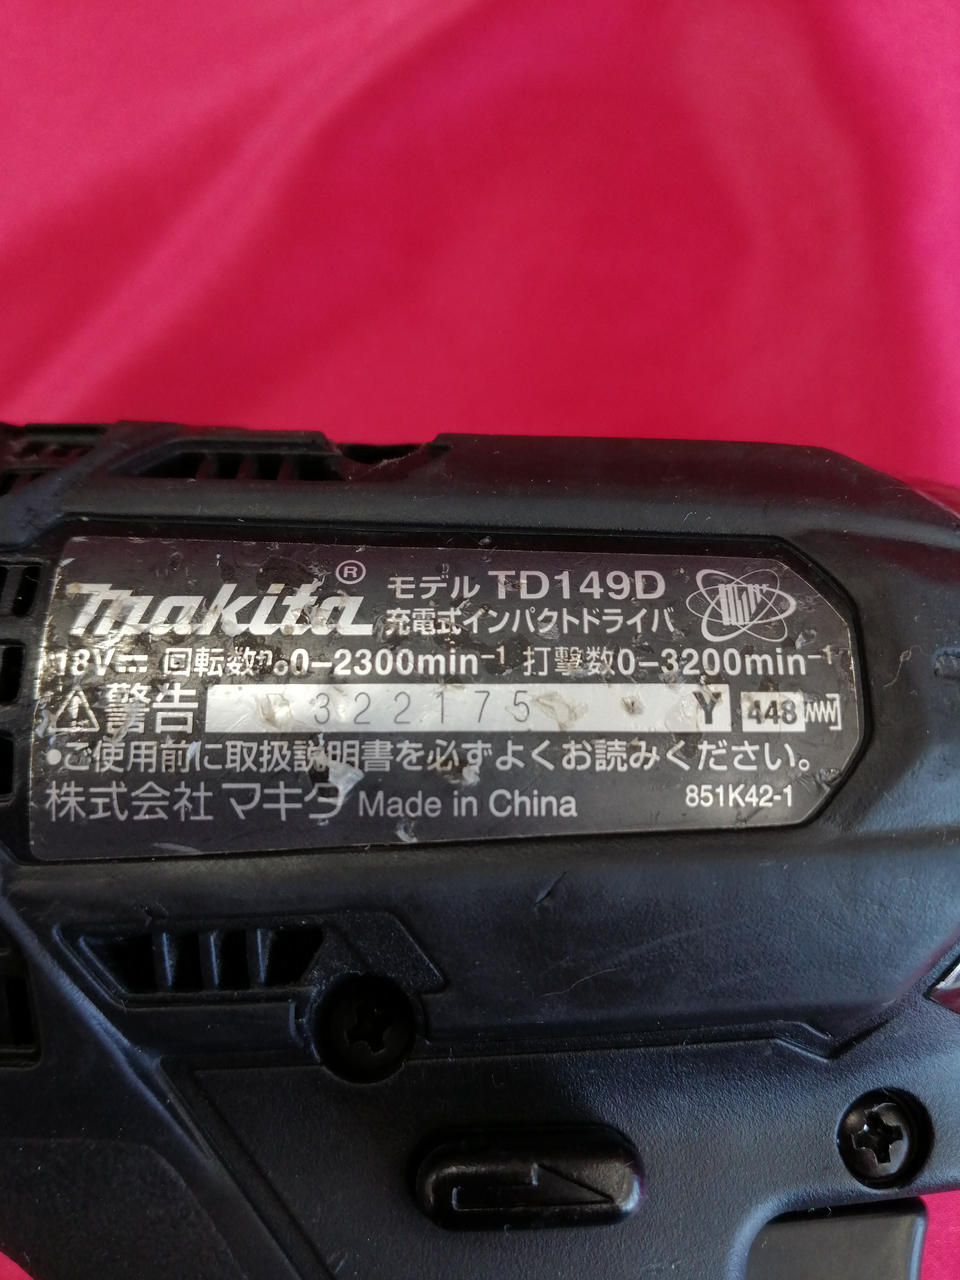 makita®
モデル TD149D
充電式インパクトドライバ
18V⎓ 回転数n₀0-2300min⁻¹ 打撃数0-3200min⁻¹
⚠警告 322175 Y 448
●ご使用前に取扱説明書を必ずよくお読みください。
株式会社 マキタ Made in China 851K42-1